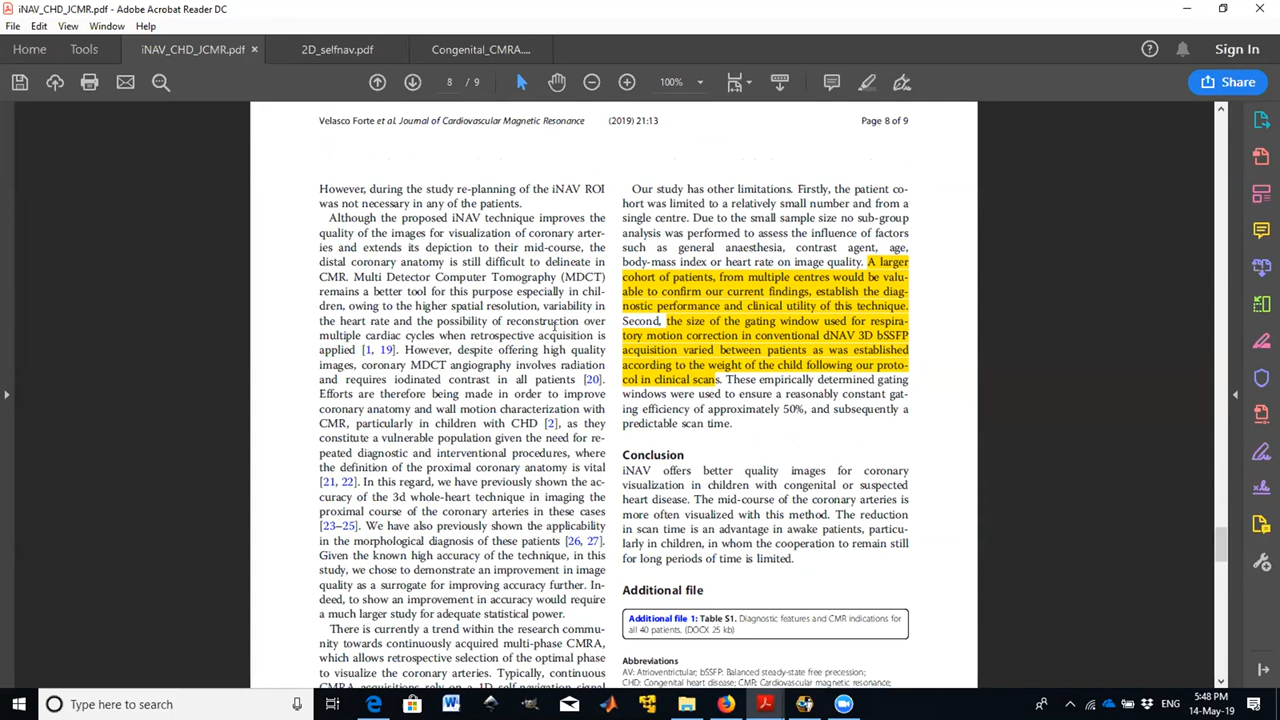 iNAV_CHD_JCMR.pdf - Adobe Acrobat Reader DC
File Edit View Window Help
Home Tools iNAV_CHD_JCMR.pdf × 2D_selfnav.pdf Congenital_CMRA.... Sign In
8 / 9 100% Share
Velasco Forte et al. Journal of Cardiovascular Magnetic Resonance (2019) 21:13 Page 8 of 9
However, during the study re-planning of the iNAV ROI
was not necessary in any of the patients.
Although the proposed iNAV technique improves the
quality of the images for visualization of coronary arter-
ies and extends its depiction to their mid-course, the
distal coronary anatomy is still difficult to delineate in
CMR. Multi Detector Computer Tomography (MDCT)
remains a better tool for this purpose especially in chil-
dren, owing to the higher spatial resolution, variability in
the heart rate and the possibility of reconstruction over
multiple cardiac cycles when retrospective acquisition is
applied [1, 19]. However, despite offering high quality
images, coronary MDCT angiography involves radiation
and requires iodinated contrast in all patients [20].
Efforts are therefore being made in order to improve
coronary anatomy and wall motion characterization with
CMR, particularly in children with CHD [2], as they
constitute a vulnerable population given the need for re-
peated diagnostic and interventional procedures, where
the definition of the proximal coronary anatomy is vital
[21, 22]. In this regard, we have previously shown the ac-
curacy of the 3d whole-heart technique in imaging the
proximal course of the coronary arteries in these cases
[23–25]. We have also previously shown the applicability
in the morphological diagnosis of these patients [26, 27].
Given the known high accuracy of the technique, in this
study, we chose to demonstrate an improvement in image
quality as a surrogate for improving accuracy further. In-
deed, to show an improvement in accuracy would require
a much larger study for adequate statistical power.
There is currently a trend within the research commu-
nity towards continuously acquired multi-phase CMRA,
which allows retrospective selection of the optimal phase
to visualize the coronary arteries. Typically, continuous
CMRA acquisitions rely on a 1D self-navigation signal
Our study has other limitations. Firstly, the patient co-
hort was limited to a relatively small number and from a
single centre. Due to the small sample size no sub-group
analysis was performed to assess the influence of factors
such as general anaesthesia, contrast agent, age,
body-mass index or heart rate on image quality. A larger
cohort of patients, from multiple centres would be valu-
able to confirm our current findings, establish the diag-
nostic performance and clinical utility of this technique.
Second, the size of the gating window used for respira-
tory motion correction in conventional dNAV 3D bSSFP
acquisition varied between patients as was established
according to the weight of the child following our proto-
col in clinical scans. These empirically determined gating
windows were used to ensure a reasonably constant gat-
ing efficiency of approximately 50%, and subsequently a
predictable scan time.
Conclusion
iNAV offers better quality images for coronary
visualization in children with congenital or suspected
heart disease. The mid-course of the coronary arteries is
more often visualized with this method. The reduction
in scan time is an advantage in awake patients, particu-
larly in children, in whom the cooperation to remain still
for long periods of time is limited.
Additional file
Additional file 1: Table S1. Diagnostic features and CMR indications for
all 40 patients. (DOCX 25 kb)
Abbreviations
AV: Atrioventricular; bSSFP: Balanced steady-state free precession;
CHD: Congenital heart disease; CMR: Cardiovascular magnetic resonance,
Type here to search
ENG
5:48 PM
14-May-19